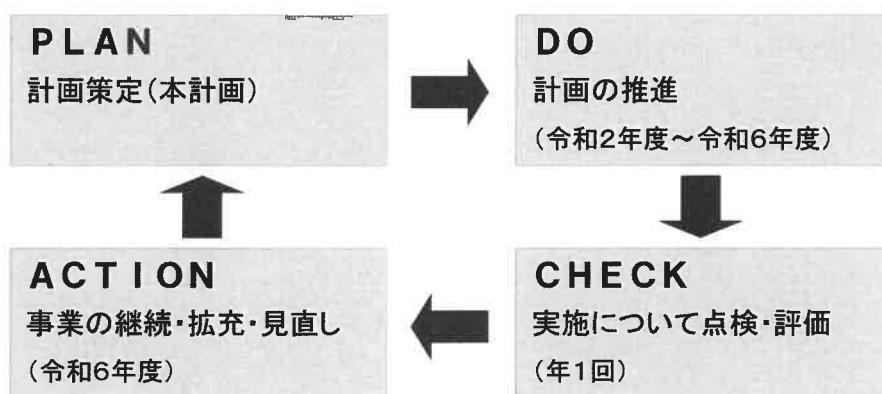 PLAN
計画策定(本計画)
DO
計画の推進
(令和2年度～令和6年度)
CHECK
実施について点検・評価
(年1回)
ACTION
事業の継続・拡充・見直し
(令和6年度)